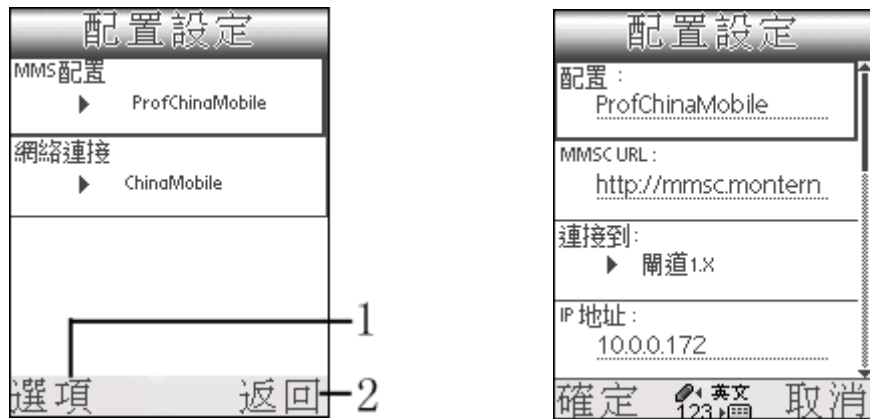 配置設定
MMS配置
ProfChinaMobile
網絡連接
ChinaMobile
選項
返回
1
2
配置設定
配置：
ProfChinaMobile
MMSC URL :
http://mmsc.montern
連接到:
閘道1.X
IP 地址：
10.0.0.172
確定
英文
123
取消